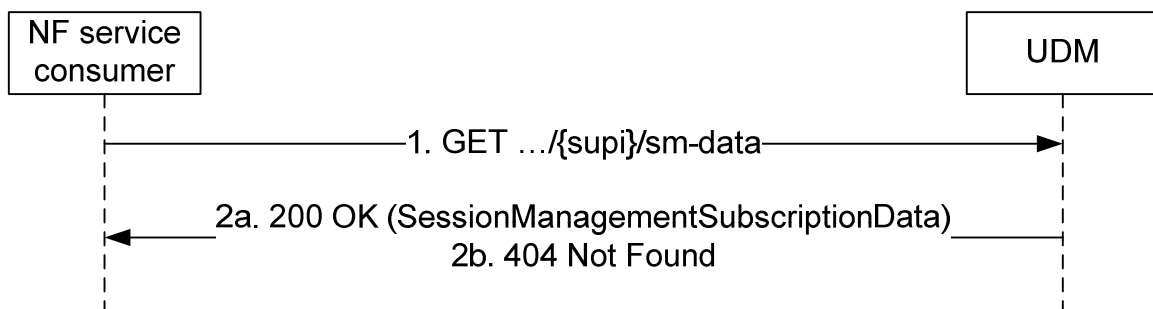 NF service
consumer
UDM
1. GET …/{supi}/sm-data
2a. 200 OK (SessionManagementSubscriptionData)
2b. 404 Not Found